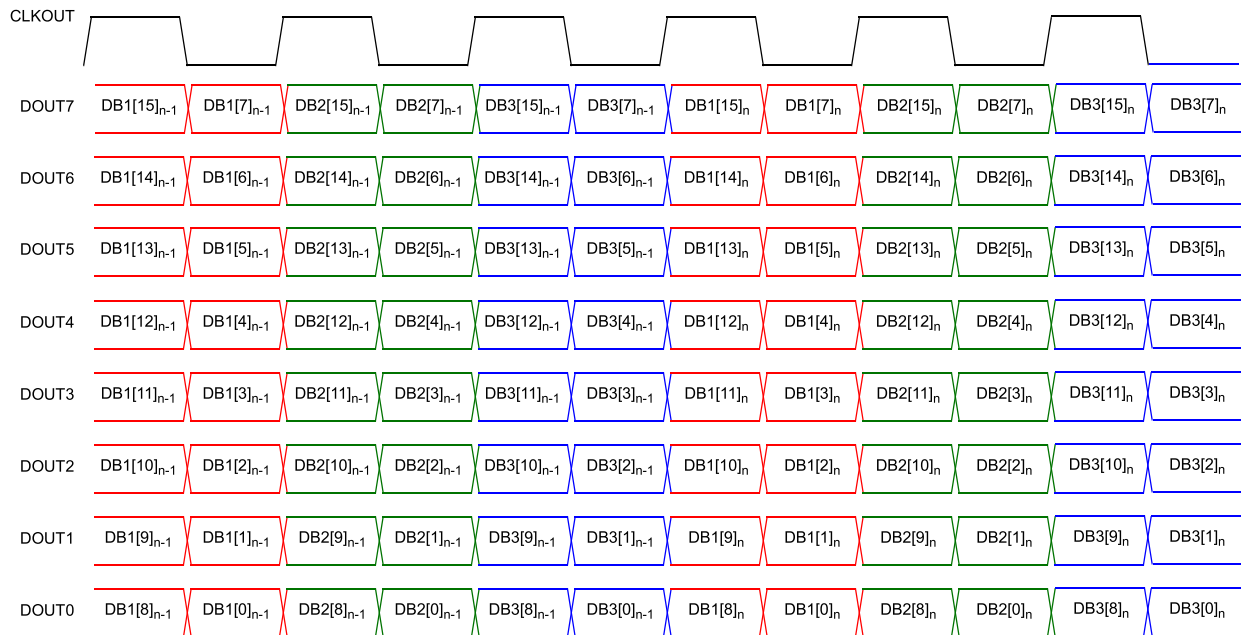 CLKOUT
DOUT7 DB1[15]n-1 DB1[7]n-1 DB2[15]n-1 DB2[7]n-1 DB3[15]n-1 DB3[7]n-1 DB1[15]n DB1[7]n DB2[15]n DB2[7]n DB3[15]n DB3[7]n
DOUT6 DB1[14]n-1 DB1[6]n-1 DB2[14]n-1 DB2[6]n-1 DB3[14]n-1 DB3[6]n-1 DB1[14]n DB1[6]n DB2[14]n DB2[6]n DB3[14]n DB3[6]n
DOUT5 DB1[13]n-1 DB1[5]n-1 DB2[13]n-1 DB2[5]n-1 DB3[13]n-1 DB3[5]n-1 DB1[13]n DB1[5]n DB2[13]n DB2[5]n DB3[13]n DB3[5]n
DOUT4 DB1[12]n-1 DB1[4]n-1 DB2[12]n-1 DB2[4]n-1 DB3[12]n-1 DB3[4]n-1 DB1[12]n DB1[4]n DB2[12]n DB2[4]n DB3[12]n DB3[4]n
DOUT3 DB1[11]n-1 DB1[3]n-1 DB2[11]n-1 DB2[3]n-1 DB3[11]n-1 DB3[3]n-1 DB1[11]n DB1[3]n DB2[11]n DB2[3]n DB3[11]n DB3[3]n
DOUT2 DB1[10]n-1 DB1[2]n-1 DB2[10]n-1 DB2[2]n-1 DB3[10]n-1 DB3[2]n-1 DB1[10]n DB1[2]n DB2[10]n DB2[2]n DB3[10]n DB3[2]n
DOUT1 DB1[9]n-1 DB1[1]n-1 DB2[9]n-1 DB2[1]n-1 DB3[9]n-1 DB3[1]n-1 DB1[9]n DB1[1]n DB2[9]n DB2[1]n DB3[9]n DB3[1]n
DOUT0 DB1[8]n-1 DB1[0]n-1 DB2[8]n-1 DB2[0]n-1 DB3[8]n-1 DB3[0]n-1 DB1[8]n DB1[0]n DB2[8]n DB2[0]n DB3[8]n DB3[0]n